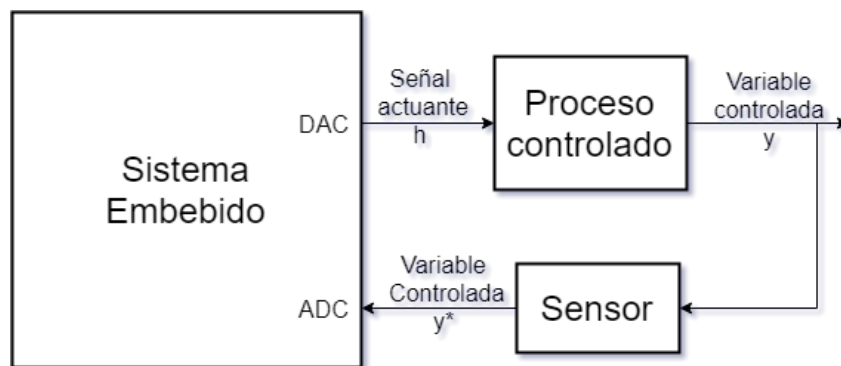 Sistema
Embebido
DAC
ADC
Señal
actuante
h
Proceso
controlado
Variable
controlada
y
Variable
Controlada
y*
Sensor